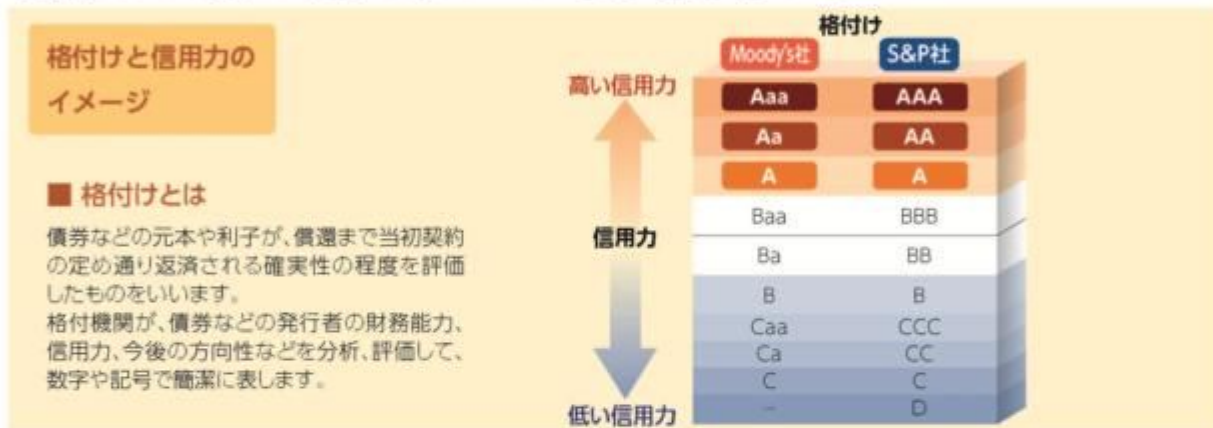 格付けと信用力の
イメージ
■ 格付けとは
債券などの元本や利子が、償還まで当初契約
の定め通り返済される確実性の程度を評価
したものをいいます。
格付機関が、債券などの発行者の財務能力、
信用力、今後の方向性などを分析、評価して、
数字や記号で簡潔に表します。
格付け
Moody's社 S&P社
高い信用力
信用力
低い信用力
Aaa AAA
Aa AA
A A
Baa BBB
Ba BB
B B
Caa CCC
Ca CC
C C
– D